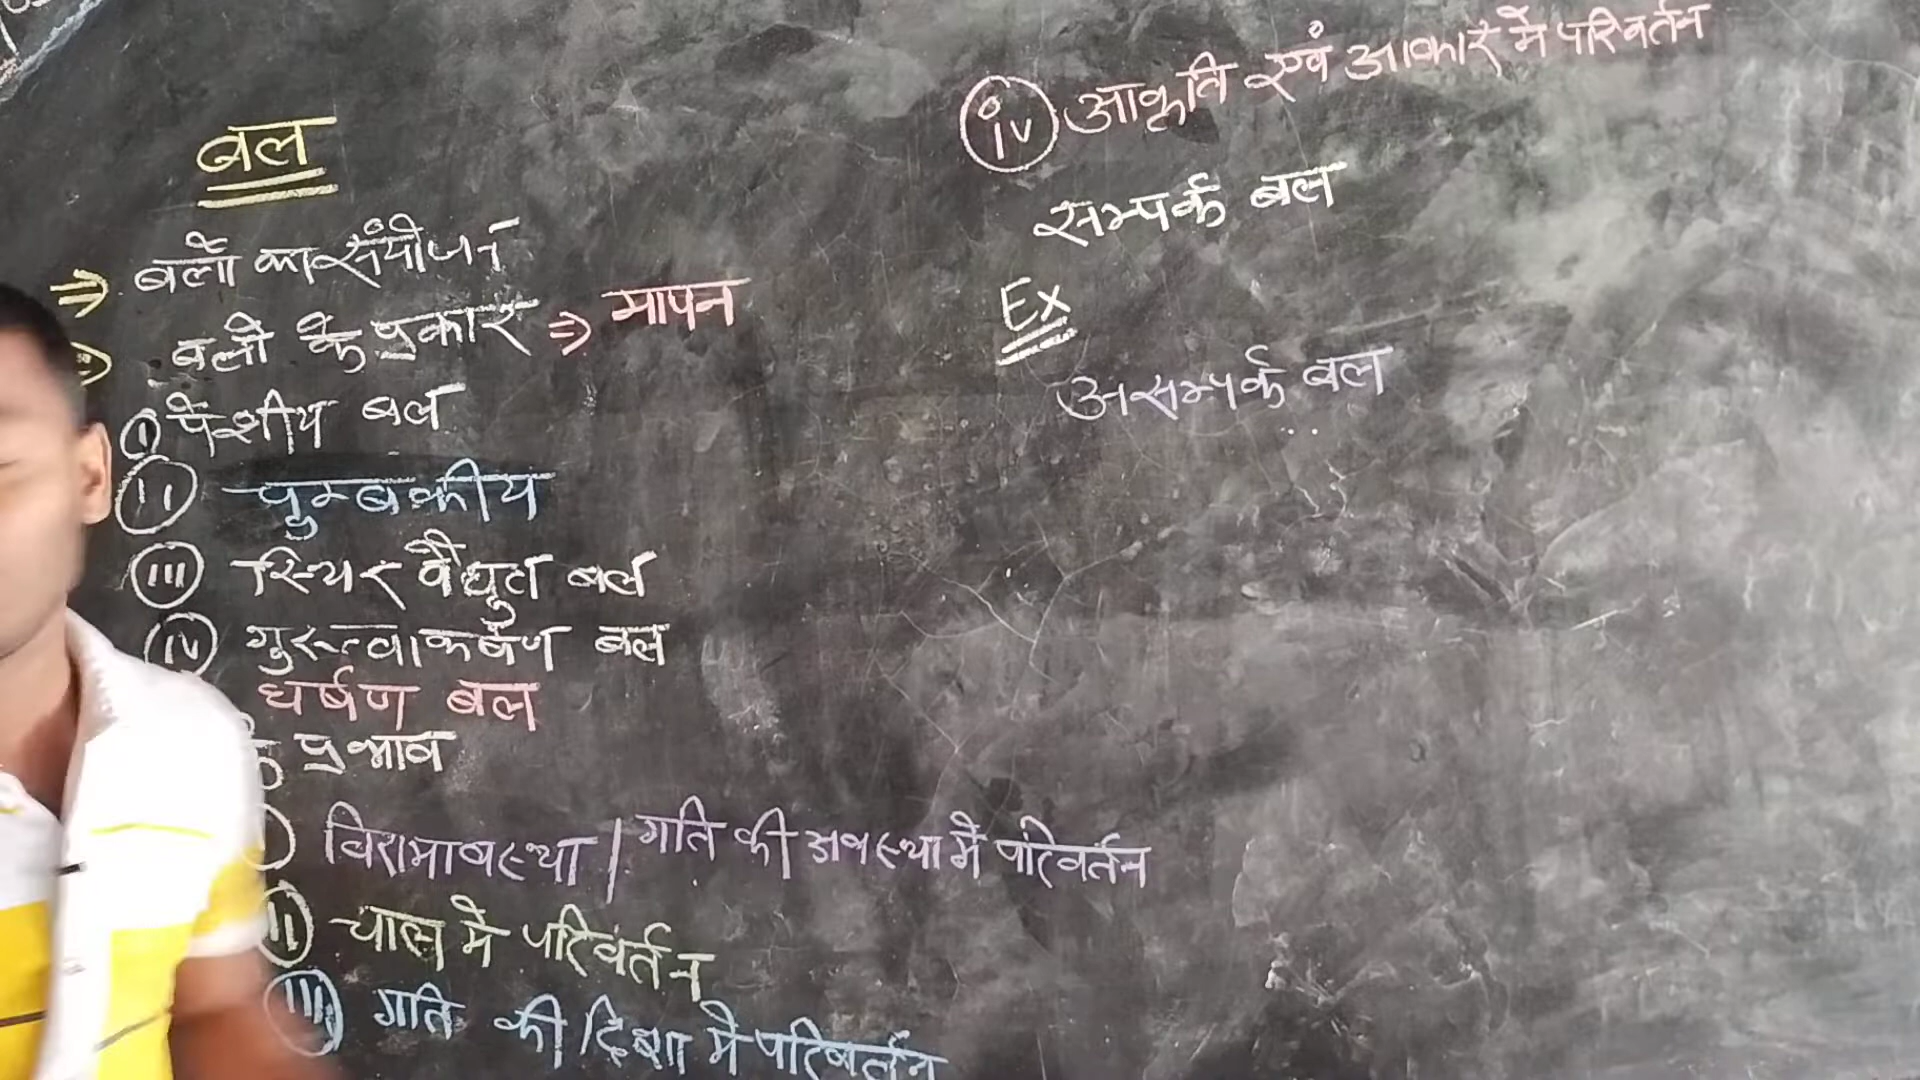 बल
⇒ बलों का संयोजन
⇒ बलों के प्रकार ⇒ मापन
(i) पेशीय बल
(ii) चुम्बकीय
(iii) स्थिर वैद्युत बल
(iv) गुरुत्वाकर्षण बल
घर्षण बल
के प्रभाव
विरामावस्था / गति की अवस्था में परिवर्तन
(ii) चाल में परिवर्तन
(iii) गति की दिशा में परिवर्तन
(iv) आकृति एवं आकार में परिवर्तन
सम्पर्क बल
Ex
असम्पर्क बल